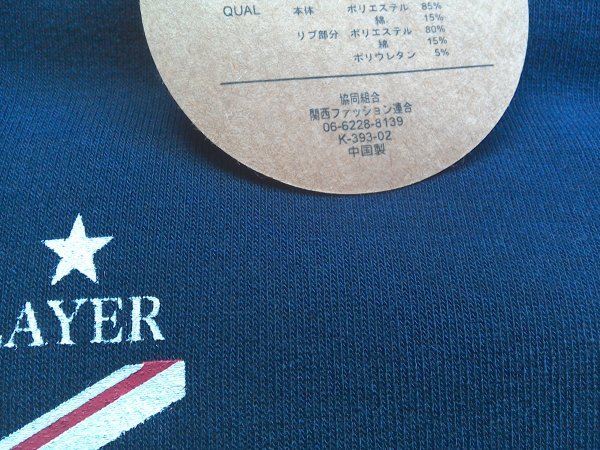 QUAL 本体 ポリエステル 85%
綿 15%
リブ部分 ポリエステル 80%
綿 15%
ポリウレタン 5%
協同組合
関西ファッション連合
06-6228-8139
K-393-02
中国製
LAYER